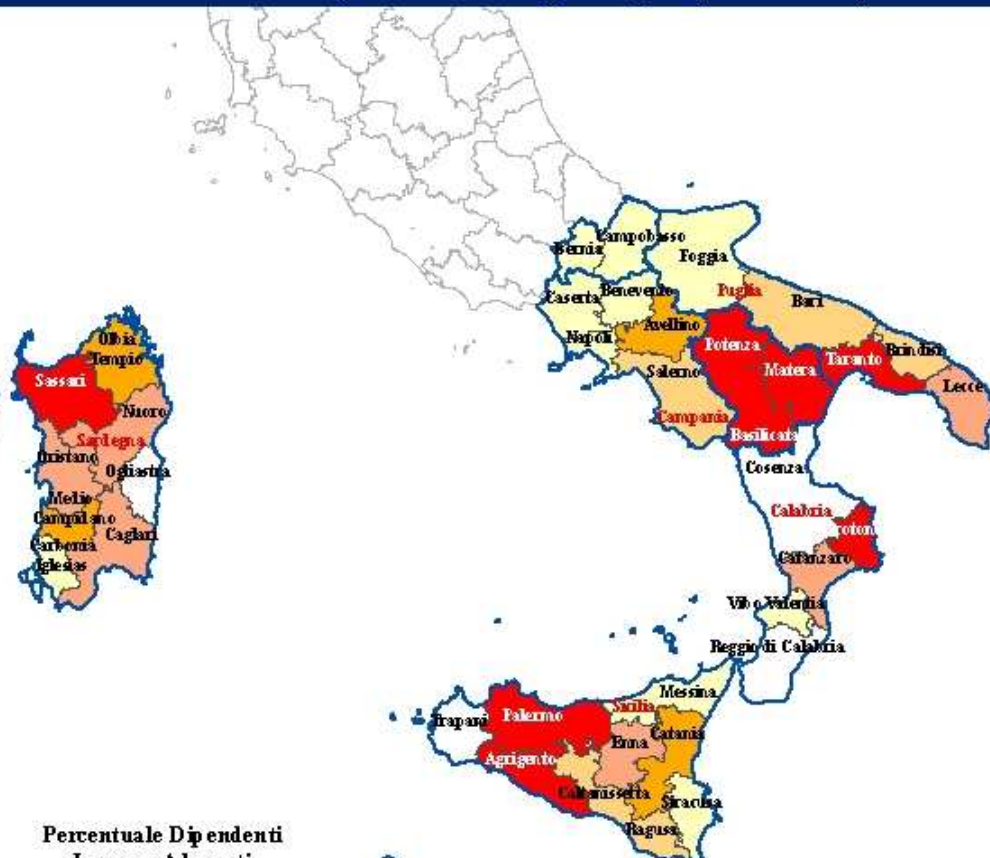 Campobasso
Foggia
Caserta
Benevento
Puglia
Bari
Napoli
Avellino
Potenza
Taranto
Brindisi
Salerno
Matera
Lecce
Campania
Basilicata
Cosenza
Calabria
Catanzaro
Vibo Valentia
Reggio di Calabria
Olbia
Tempio
Sassari
Nuoro
Sardegna
Oristano
Ogliastra
Medio
Campidano
Cagliari
Carbonia
Iglesias
Messina
Sicilia
Trapani
Palermo
Catania
Enna
Agrigento
Caltanissetta
Siracusa
Ragusa
Percentuale Dipendenti